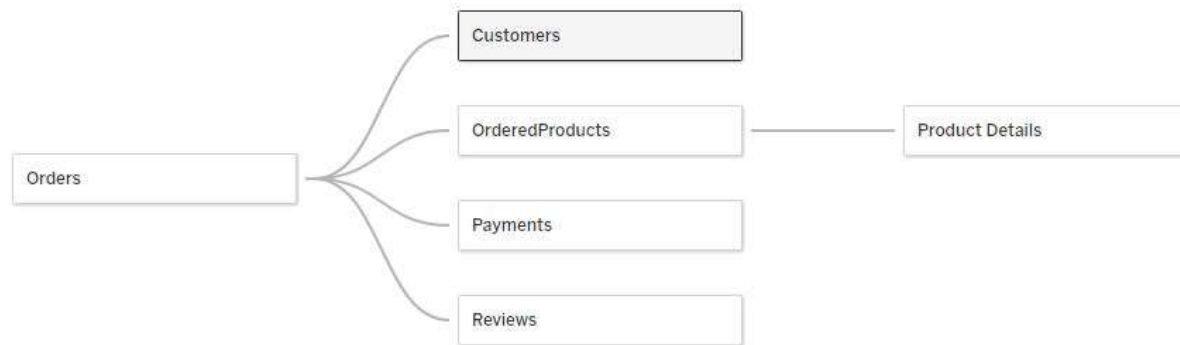 Customers
OrderedProducts
Product Details
Orders
Payments
Reviews